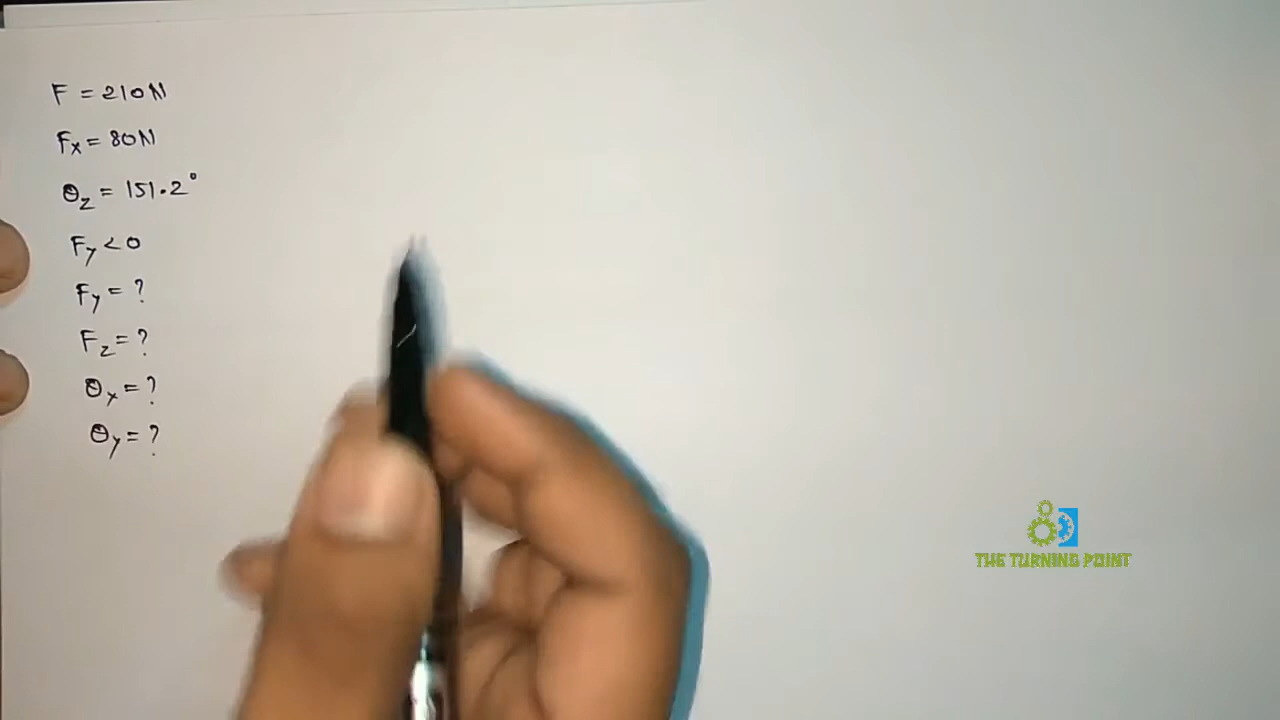 F = 210N
Fx = 80N
θz = 151.2°
Fy < 0
Fy = ?
Fz = ?
θx = ?
θy = ?
THE TURNING POINT